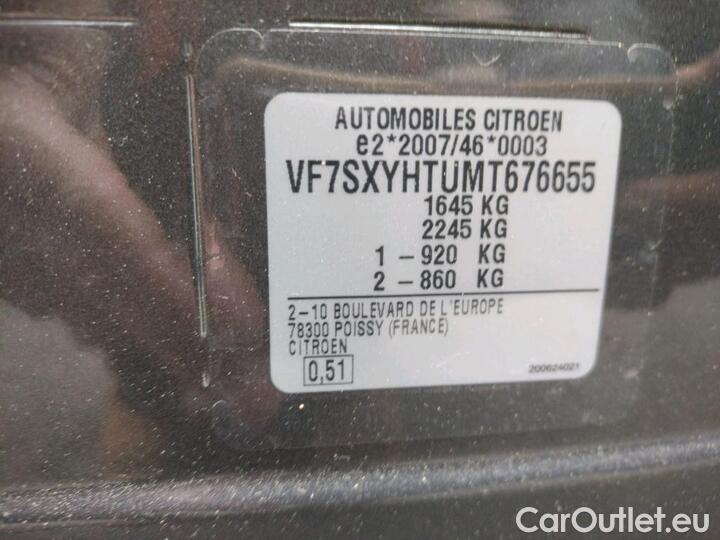 AUTOMOBILES CITROEN
e2*2007/46*0003
VF7SXYHTUMT676655
1645 KG
2245 KG
1 – 920 KG
2 – 860 KG
2–10 BOULEVARD DE L'EUROPE
78300 POISSY (FRANCE)
CITROEN
0,51
200624021
CarOutlet.eu